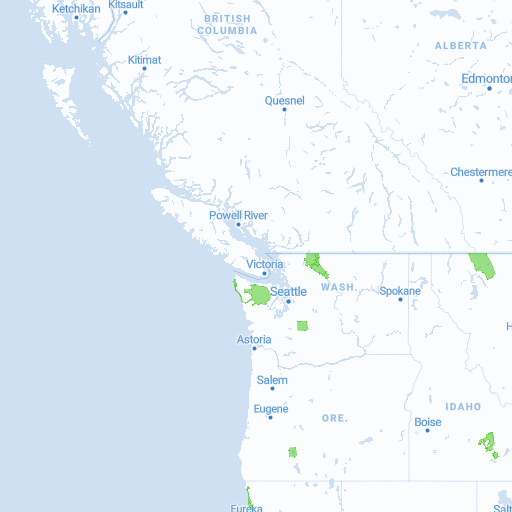 Kitsault
Ketchikan
BRITISH
COLUMBIA
ALBERTA
Kitimat
Edmonton
Quesnel
Chestermere
Powell River
Victoria
WASH.
Seattle
Spokane
Astoria
Salem
IDAHO
Eugene
ORE.
Boise
Eureka
Salt